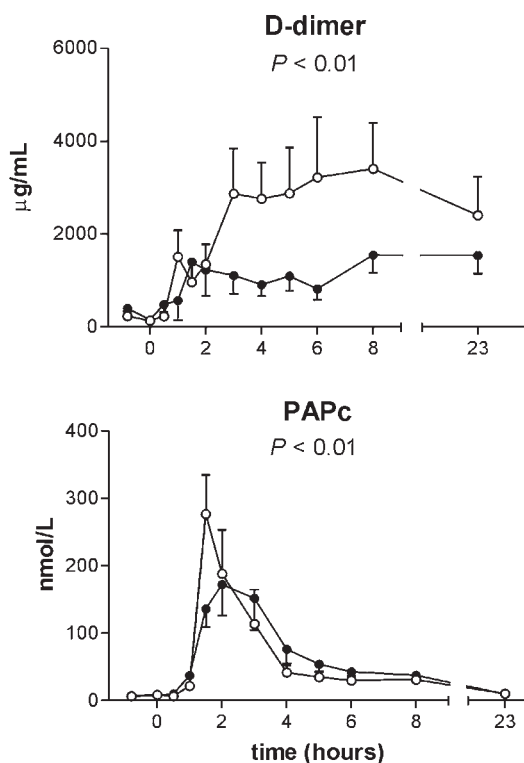 D-dimer
P < 0.01
6000
4000
2000
0
μg/mL
0 2 4 6 8 23
PAPc
P < 0.01
400
300
200
100
0
nmol/L
0 2 4 6 8 23
time (hours)